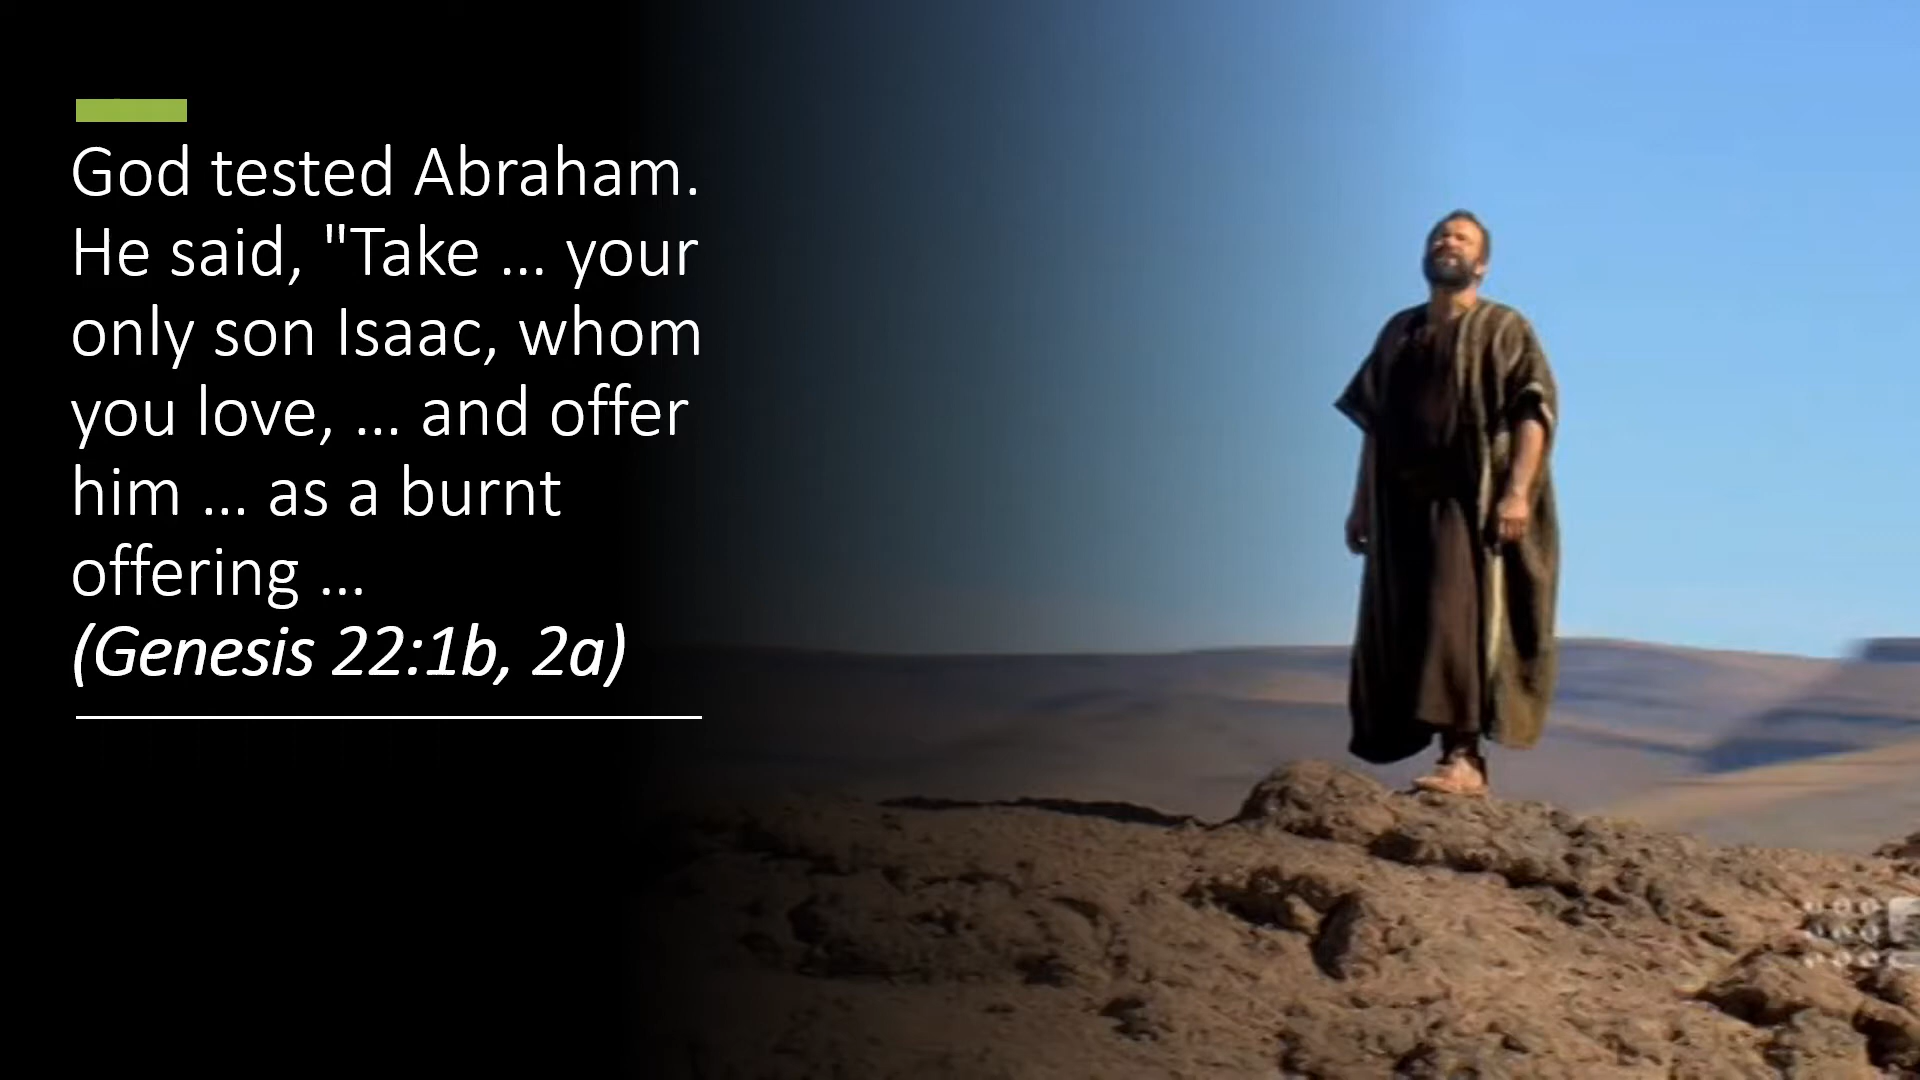 God tested Abraham.
He said, "Take ... your
only son Isaac, whom
you love, ... and offer
him ... as a burnt
offering ...
(Genesis 22:1b, 2a)